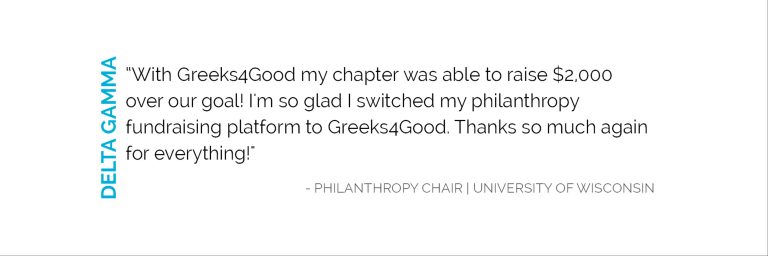 DELTA GAMMA
"With Greeks4Good my chapter was able to raise $2,000
over our goal! I'm so glad I switched my philanthropy
fundraising platform to Greeks4Good. Thanks so much again
for everything!"
- PHILANTHROPY CHAIR | UNIVERSITY OF WISCONSIN